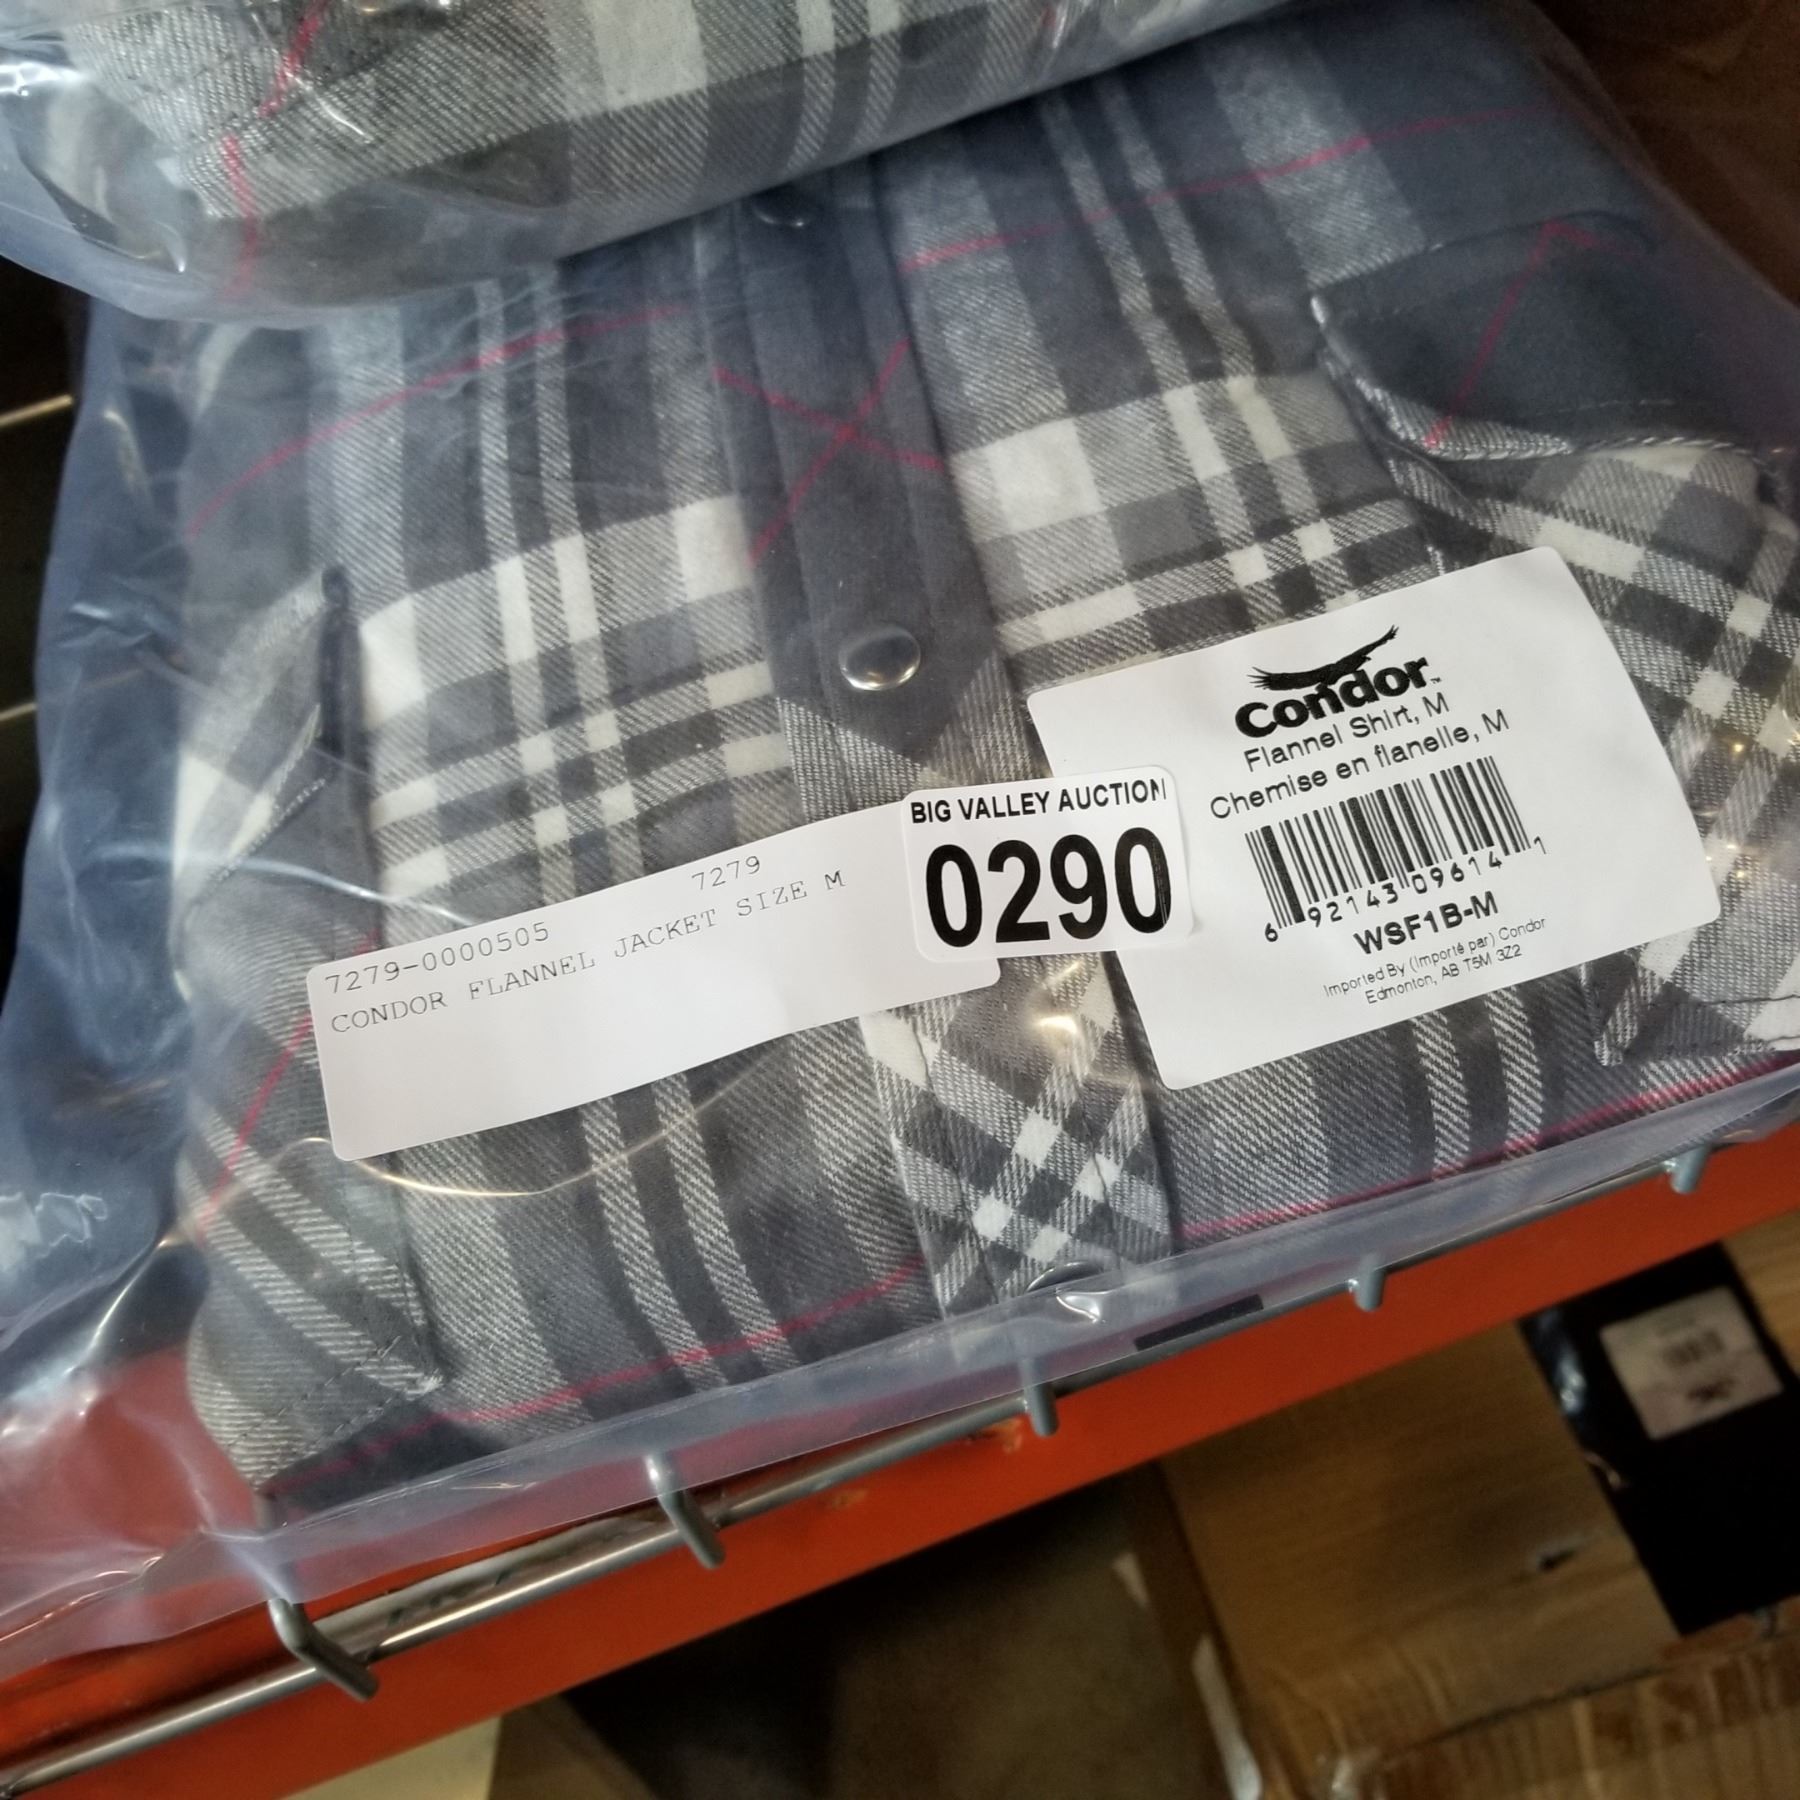 7279
7279-0000505
CONDOR FLANNEL JACKET SIZE M
BIG VALLEY AUCTION
0290
Condor™
Flannel Shirt, M
Chemise en flanelle, M
6 92143 09614 1
WSF1B-M
Imported By (Importé par) Condor
Edmonton, AB T5M 3Z2